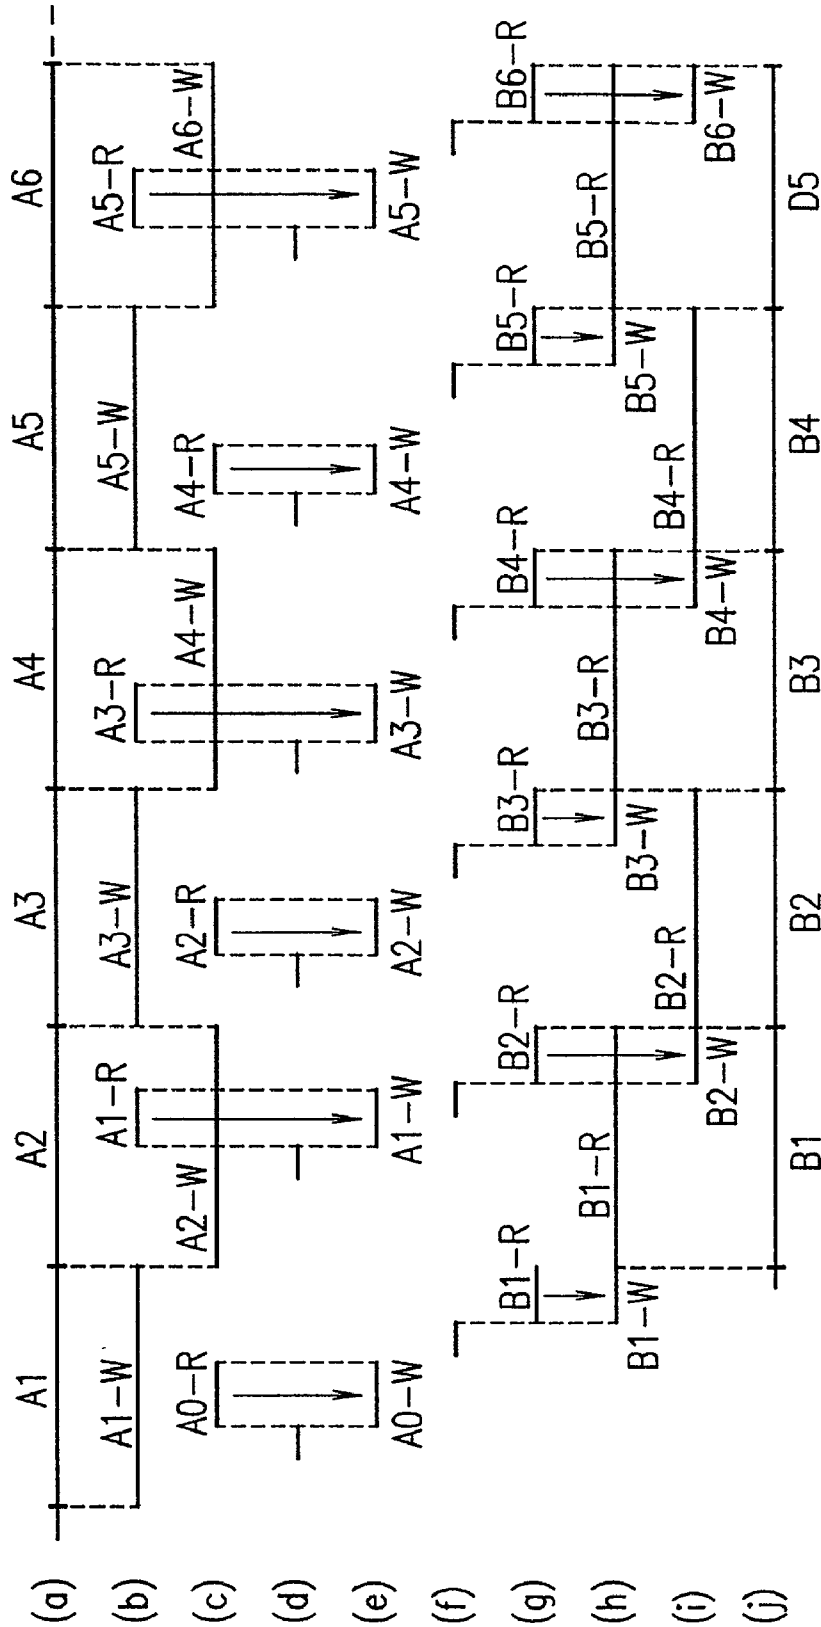 (a) A1 A2 A3 A4 A5 A6
(b) A1-W A1-R A3-W A3-R A5-W A5-R
(c) A0-R A2-W A2-R A4-W A4-R A6-W
(d)
(e)
A0-W A1-W A2-W A3-W A4-W A5-W
(f)
(g) B1-R B2-R B3-R B4-R B5-R B6-R
(h) B1-R B3-R B5-R
B1-W B3-W B5-W
(i) B2-R B4-R
B2-W B4-W B6-W
(j)
B1 B2 B3 B4 D5